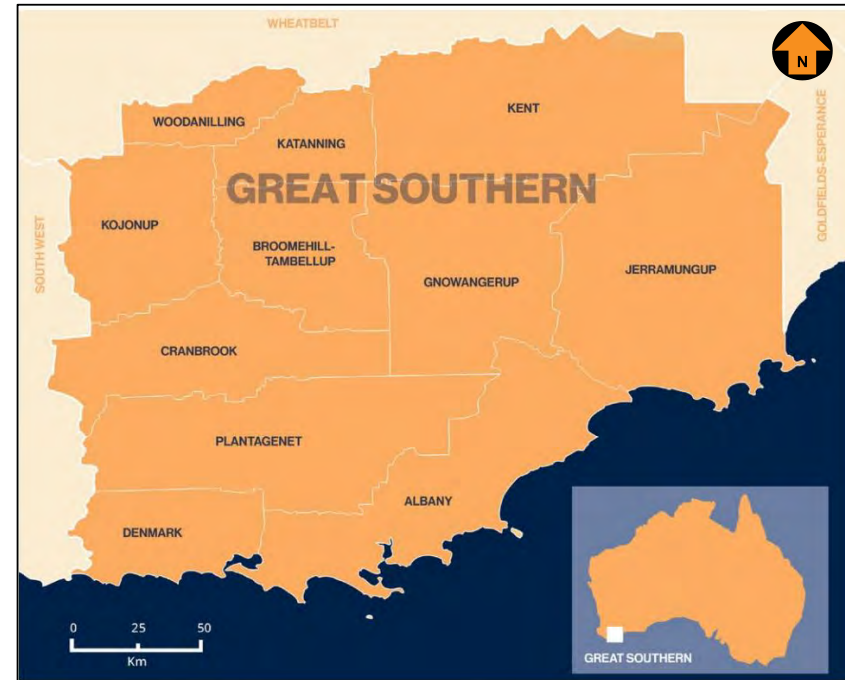 WHEATBELT
N
KENT
WOODANILLING
KATANNING
GOLDFIELDS-ESPERANCE
GREAT SOUTHERN
KOJONUP
SOUTH WEST
BROOMEHILL-
TAMBELLUP
JERRAMUNGUP
GNOWANGERUP
CRANBROOK
PLANTAGENET
ALBANY
DENMARK
0 25 50
Km
GREAT SOUTHERN